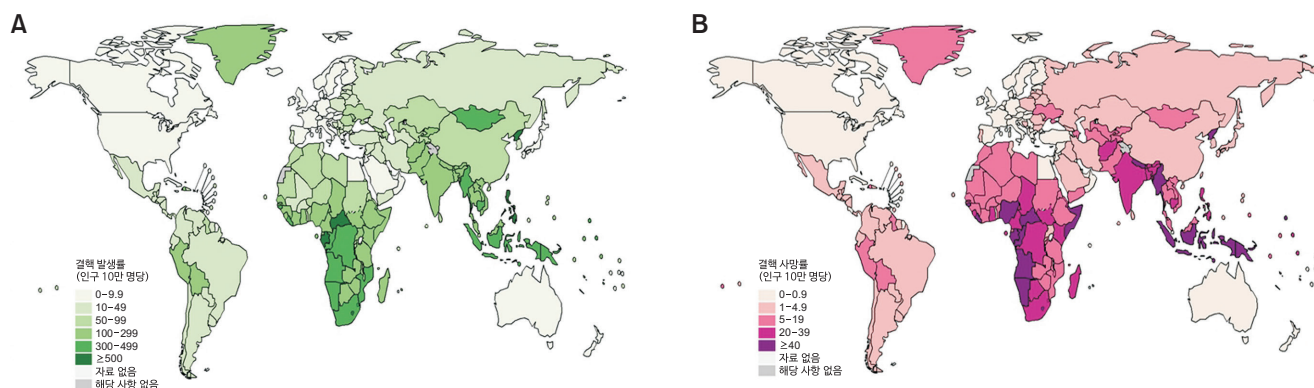 A
결핵 발생률
(인구 10만 명당)
0-9.9
10-49
50-99
100-299
300-499
≥500
자료 없음
해당 사항 없음
B
결핵 사망률
(인구 10만 명당)
0-0.9
1-4.9
5-19
20-39
≥40
자료 없음
해당 사항 없음